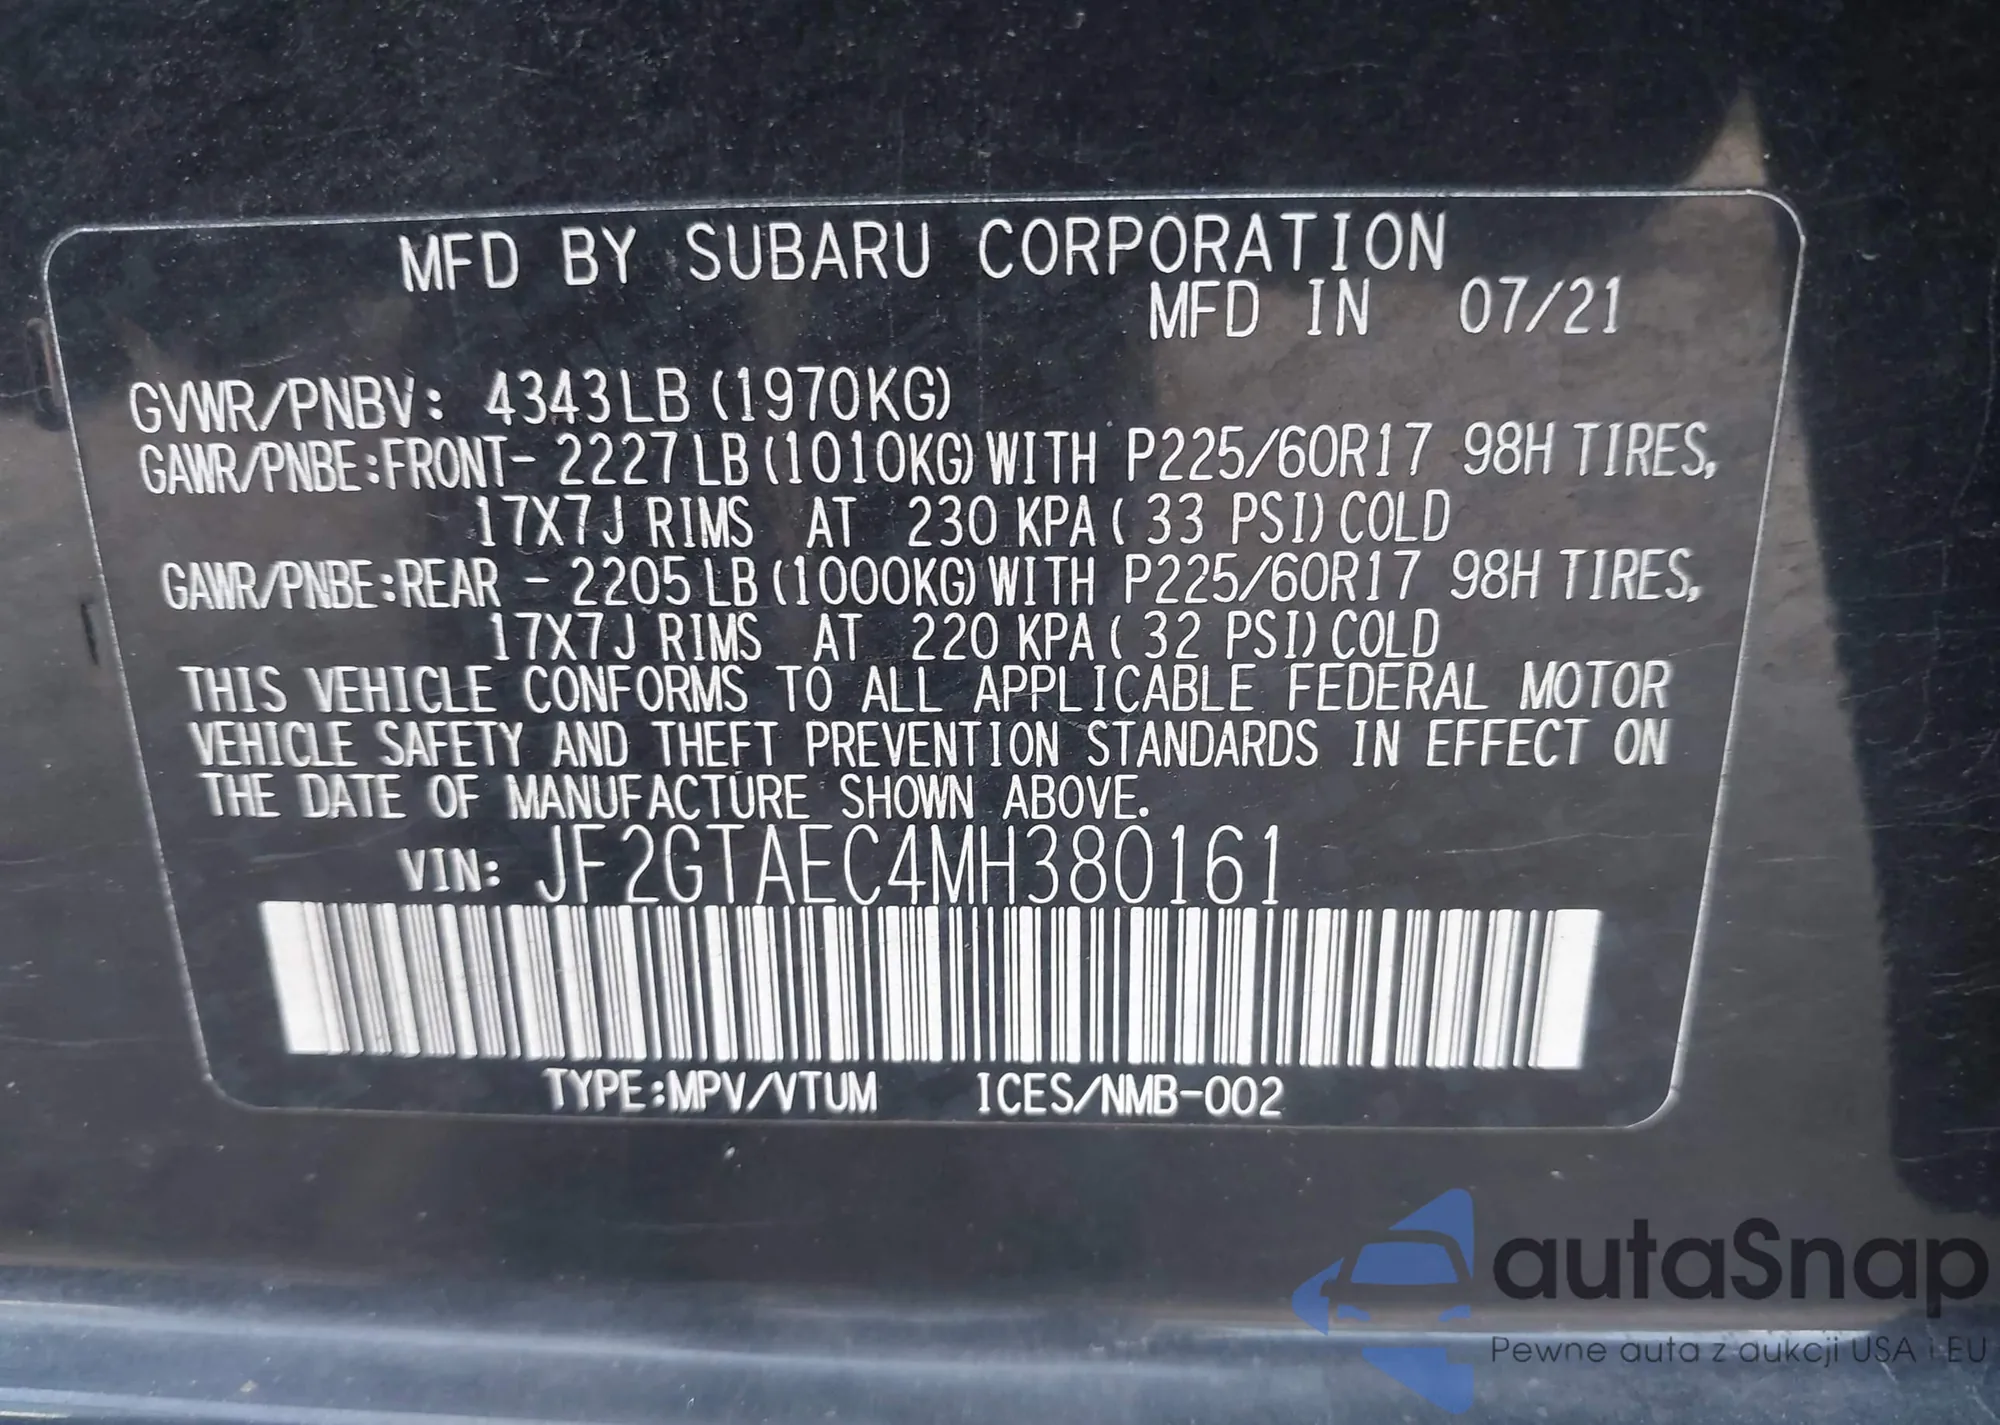 MFD BY SUBARU CORPORATION
MFD IN 07/21
GVWR/PNBV: 4343LB (1970KG)
GAWR/PNBE:FRONT- 2227LB (1010KG) WITH P225/60R17 98H TIRES,
17X7J RIMS AT 230 KPA ( 33 PSI) COLD
GAWR/PNBE:REAR - 2205LB (1000KG) WITH P225/60R17 98H TIRES,
17X7J RIMS AT 220 KPA ( 32 PSI) COLD
THIS VEHICLE CONFORMS TO ALL APPLICABLE FEDERAL MOTOR
VEHICLE SAFETY AND THEFT PREVENTION STANDARDS IN EFFECT ON
THE DATE OF MANUFACTURE SHOWN ABOVE.
VIN: JF2GTAEC4MH380161
TYPE:MPV/VTUM ICES/NMB-002
autaSnap
Pewne auta z aukcji USA i EU